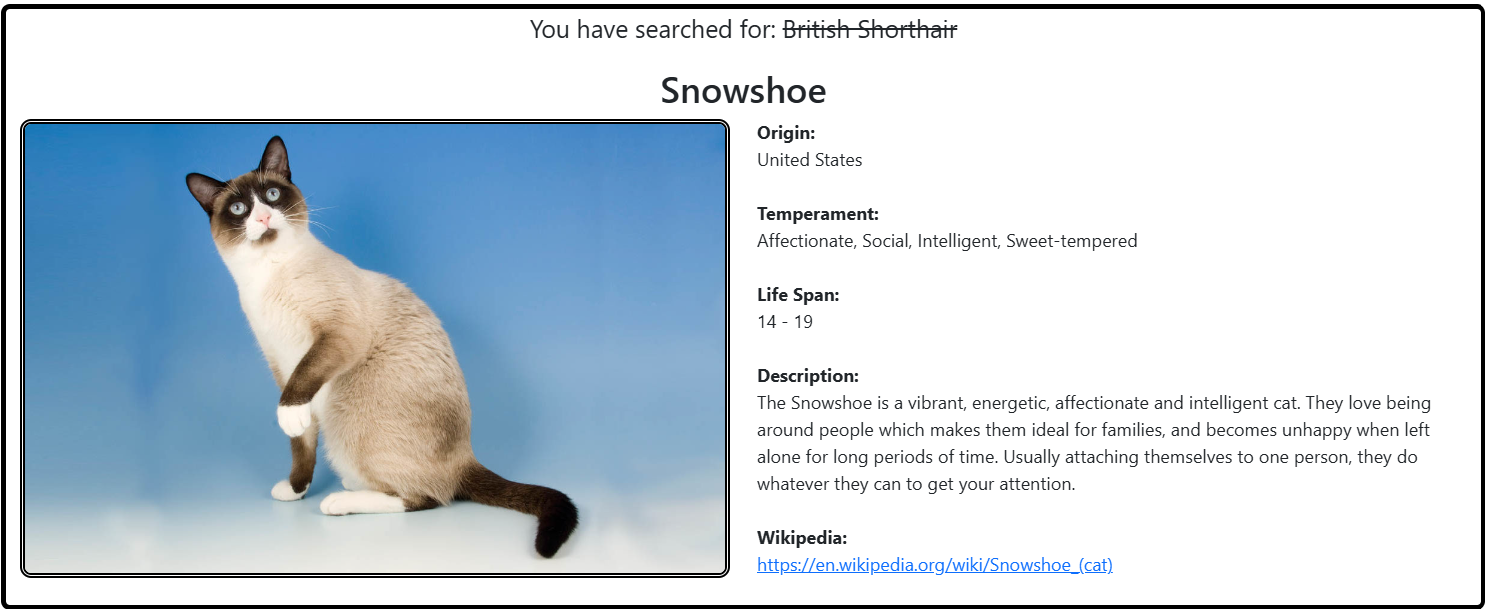 You have searched for: British Shorthair
Snowshoe
Origin:
United States
Temperament:
Affectionate, Social, Intelligent, Sweet-tempered
Life Span:
14 - 19
Description:
The Snowshoe is a vibrant, energetic, affectionate and intelligent cat. They love being
around people which makes them ideal for families, and becomes unhappy when left
alone for long periods of time. Usually attaching themselves to one person, they do
whatever they can to get your attention.
Wikipedia:
https://en.wikipedia.org/wiki/Snowshoe_(cat)